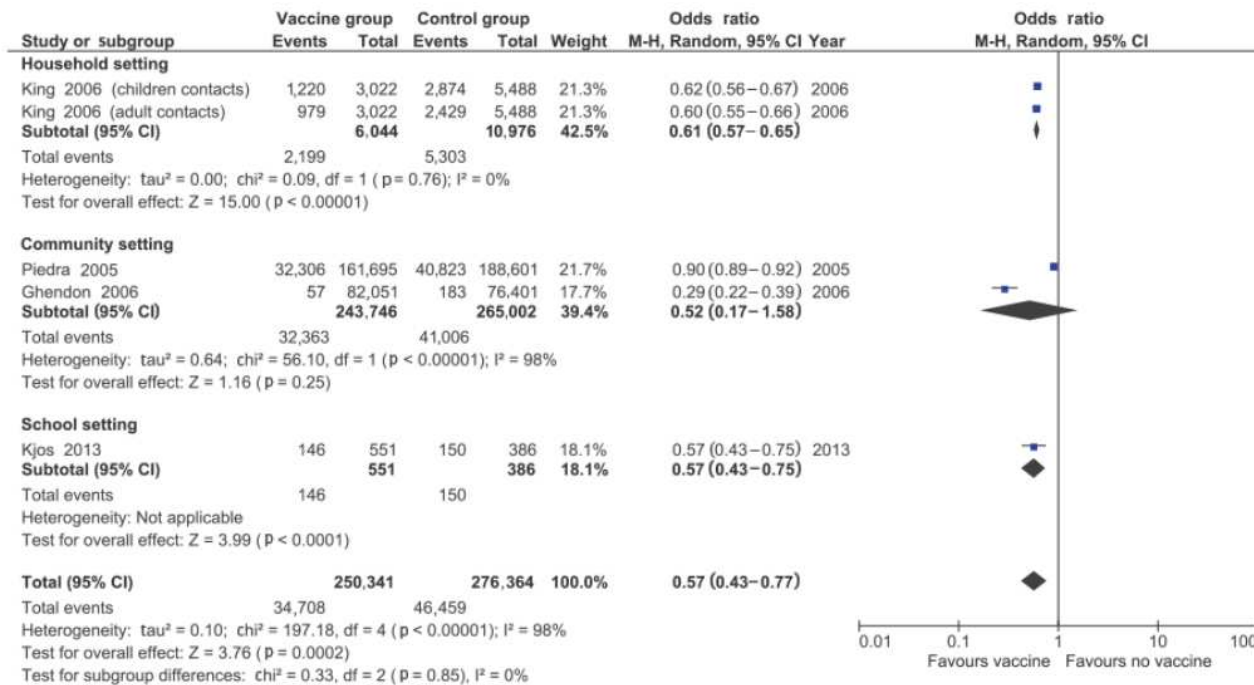 Vaccine group Control group Odds ratio Odds ratio
Study or subgroup Events Total Events Total Weight M-H, Random, 95% CI Year M-H, Random, 95% CI
Household setting
King 2006 (children contacts) 1,220 3,022 2,874 5,488 21.3% 0.62 (0.56–0.67) 2006
King 2006 (adult contacts) 979 3,022 2,429 5,488 21.3% 0.60 (0.55–0.66) 2006
Subtotal (95% CI) 6,044 10,976 42.5% 0.61 (0.57–0.65)
Total events 2,199 5,303
Heterogeneity: tau² = 0.00; chi² = 0.09, df = 1 (p = 0.76); I² = 0%
Test for overall effect: Z = 15.00 (p < 0.00001)
Community setting
Piedra 2005 32,306 161,695 40,823 188,601 21.7% 0.90 (0.89–0.92) 2005
Ghendon 2006 57 82,051 183 76,401 17.7% 0.29 (0.22–0.39) 2006
Subtotal (95% CI) 243,746 265,002 39.4% 0.52 (0.17–1.58)
Total events 32,363 41,006
Heterogeneity: tau² = 0.64; chi² = 56.10, df = 1 (p < 0.00001); I² = 98%
Test for overall effect: Z = 1.16 (p = 0.25)
School setting
Kjos 2013 146 551 150 386 18.1% 0.57 (0.43–0.75) 2013
Subtotal (95% CI) 551 386 18.1% 0.57 (0.43–0.75)
Total events 146 150
Heterogeneity: Not applicable
Test for overall effect: Z = 3.99 (p < 0.0001)
Total (95% CI) 250,341 276,364 100.0% 0.57 (0.43–0.77)
Total events 34,708 46,459
Heterogeneity: tau² = 0.10; chi² = 197.18, df = 4 (p < 0.00001); I² = 98%
Test for overall effect: Z = 3.76 (p = 0.0002)
Test for subgroup differences: chi² = 0.33, df = 2 (p = 0.85), I² = 0%
0.01 0.1 1 10 100
Favours vaccine Favours no vaccine